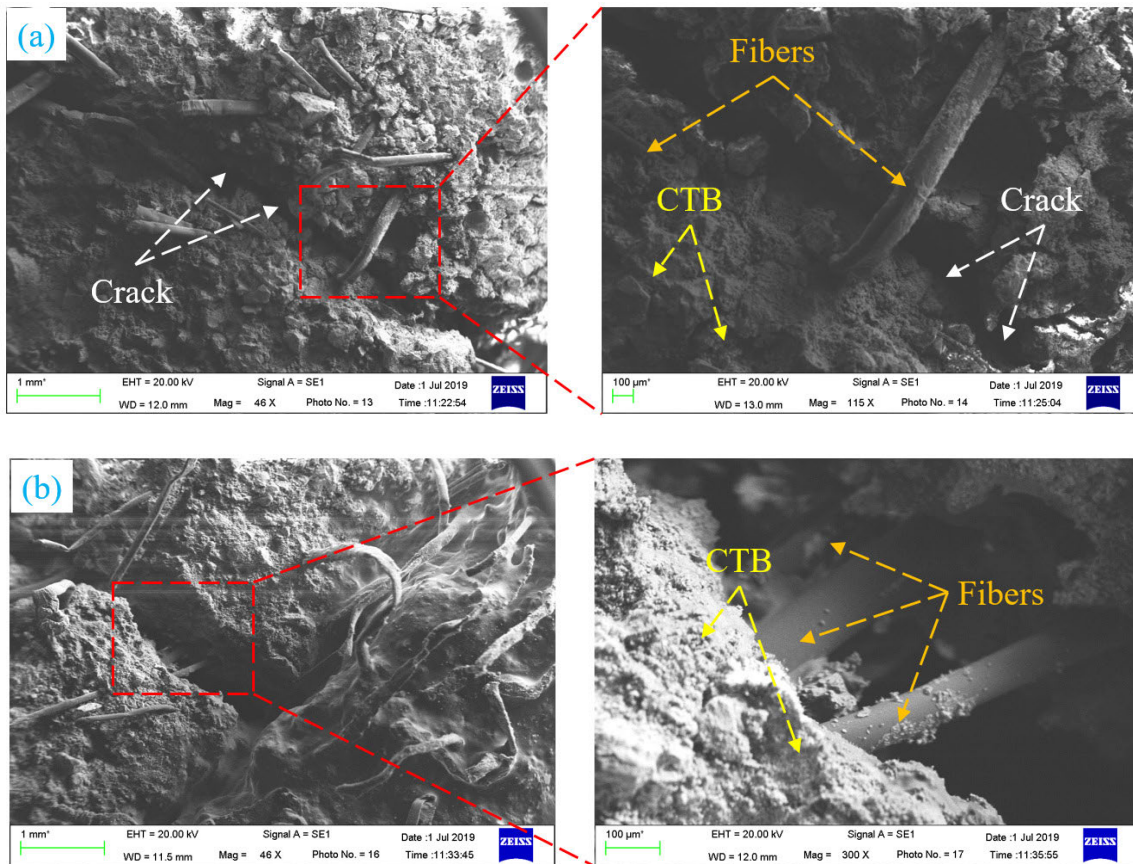 (a)
Crack
1 mm*
EHT = 20.00 kV
Signal A = SE1
Date :1 Jul 2019
WD = 12.0 mm
Mag = 46 X
Photo No. = 13
Time :11:22:54
ZEISS
Fibers
CTB
Crack
100 µm*
EHT = 20.00 kV
Signal A = SE1
Date :1 Jul 2019
WD = 13.0 mm
Mag = 115 X
Photo No. = 14
Time :11:25:04
ZEISS
(b)
1 mm*
EHT = 20.00 kV
Signal A = SE1
Date :1 Jul 2019
WD = 11.5 mm
Mag = 46 X
Photo No. = 16
Time :11:33:45
ZEISS
CTB
Fibers
100 µm*
EHT = 20.00 kV
Signal A = SE1
Date :1 Jul 2019
WD = 12.0 mm
Mag = 300 X
Photo No. = 17
Time :11:35:55
ZEISS